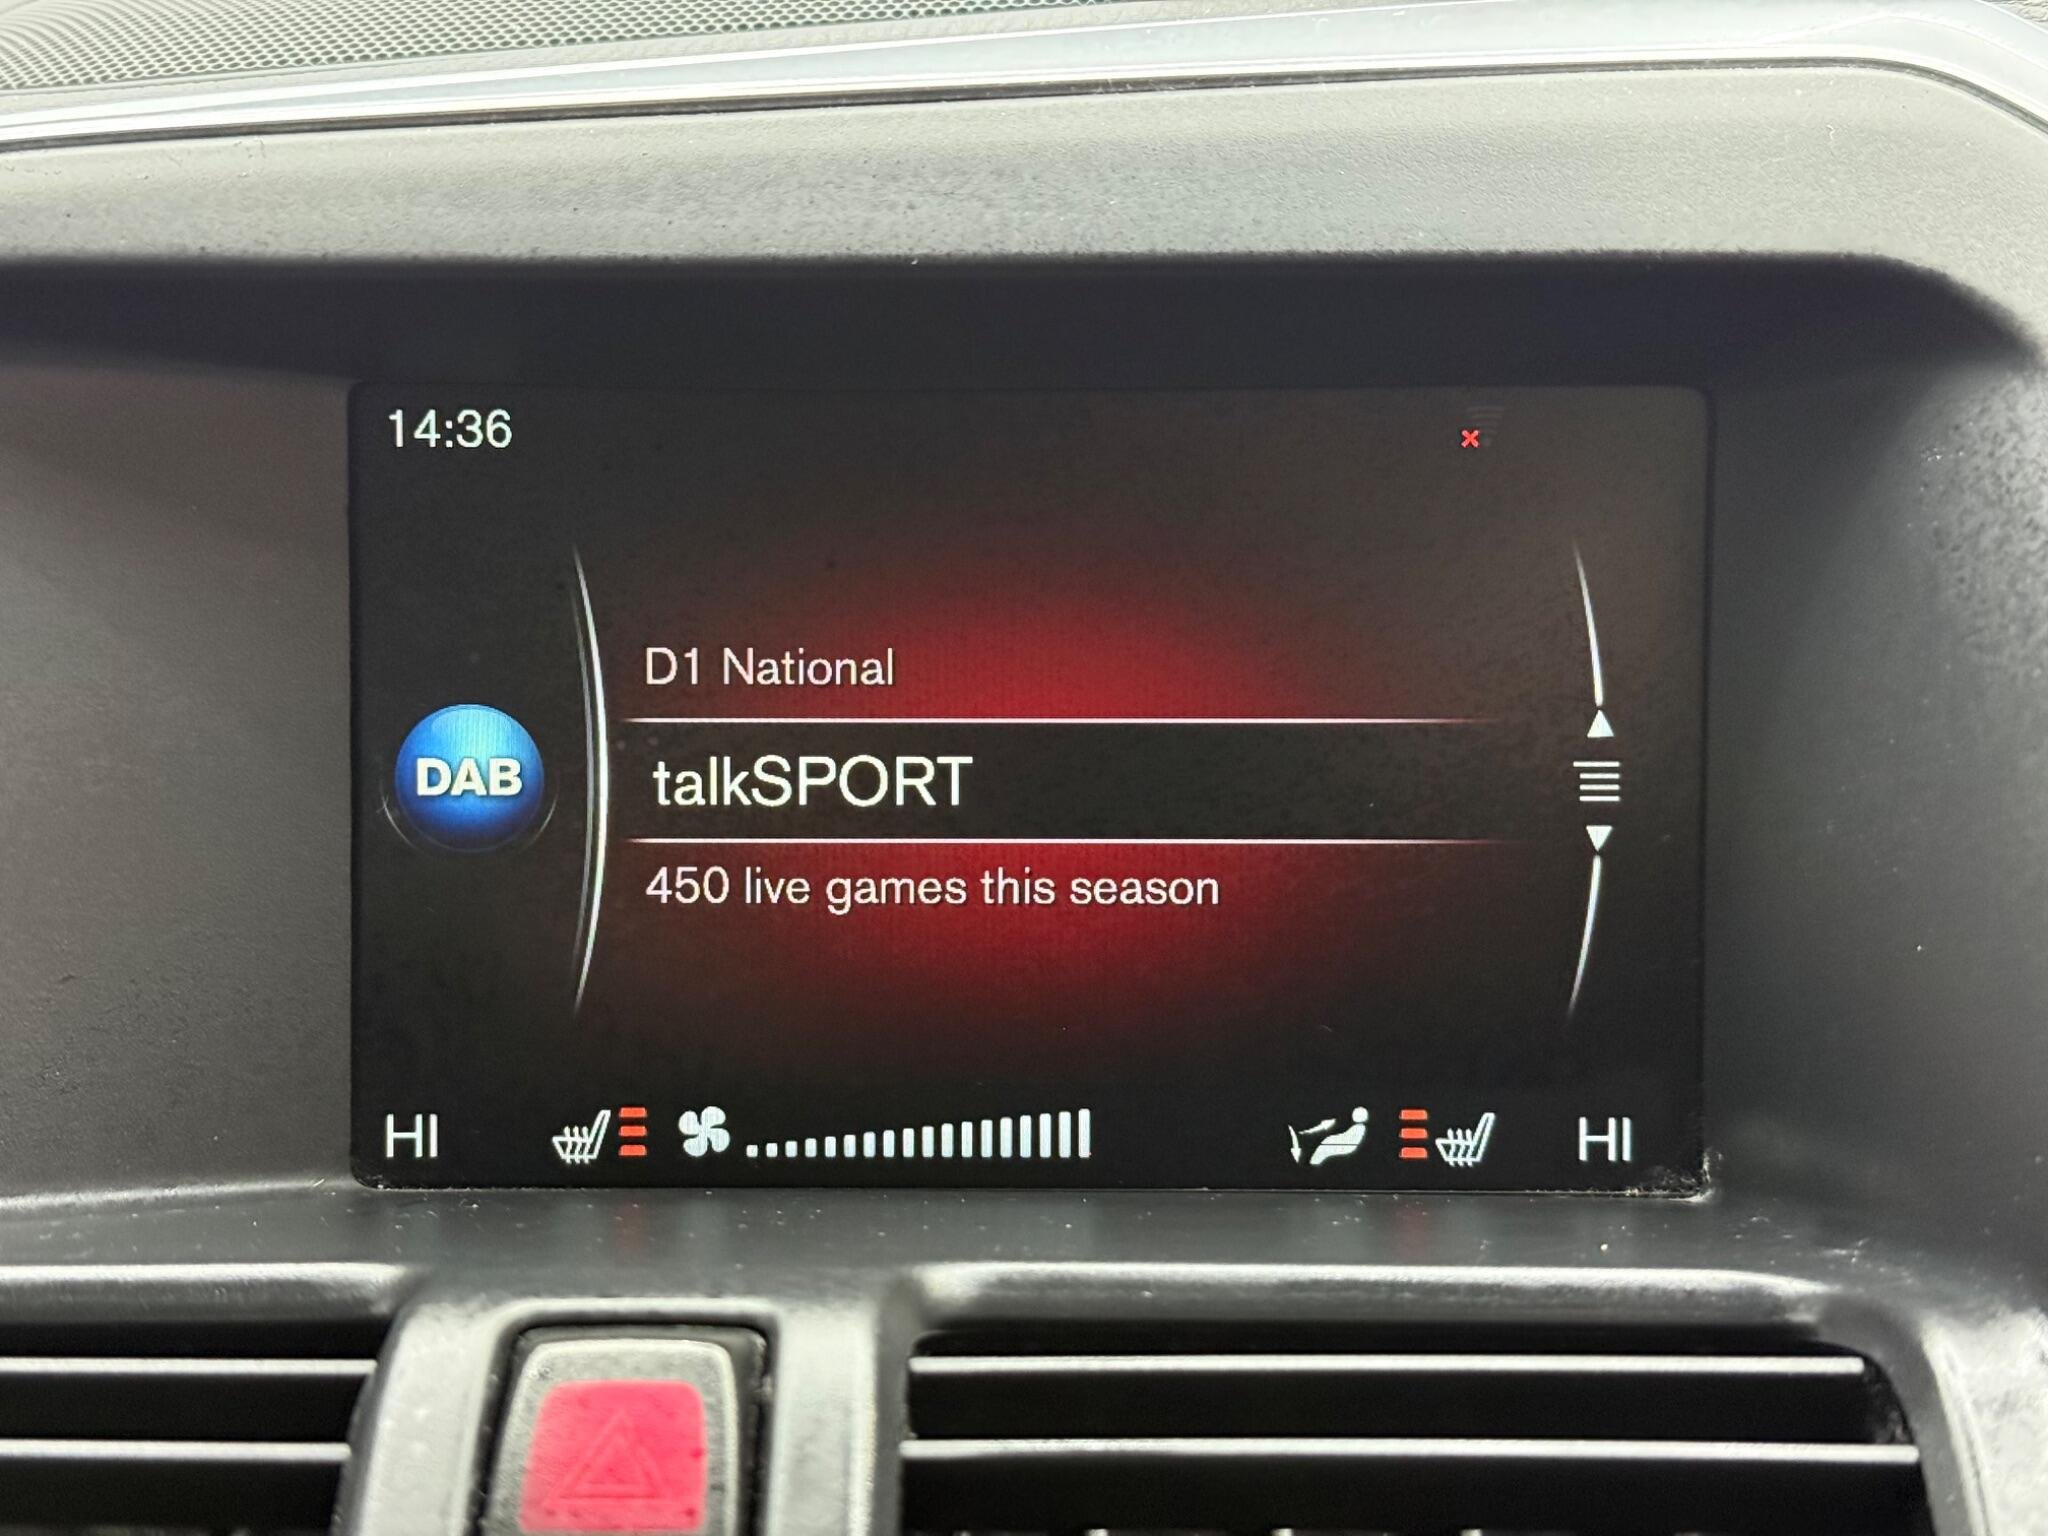 14:36
D1 National
DAB
talkSPORT
450 live games this season
HI
HI